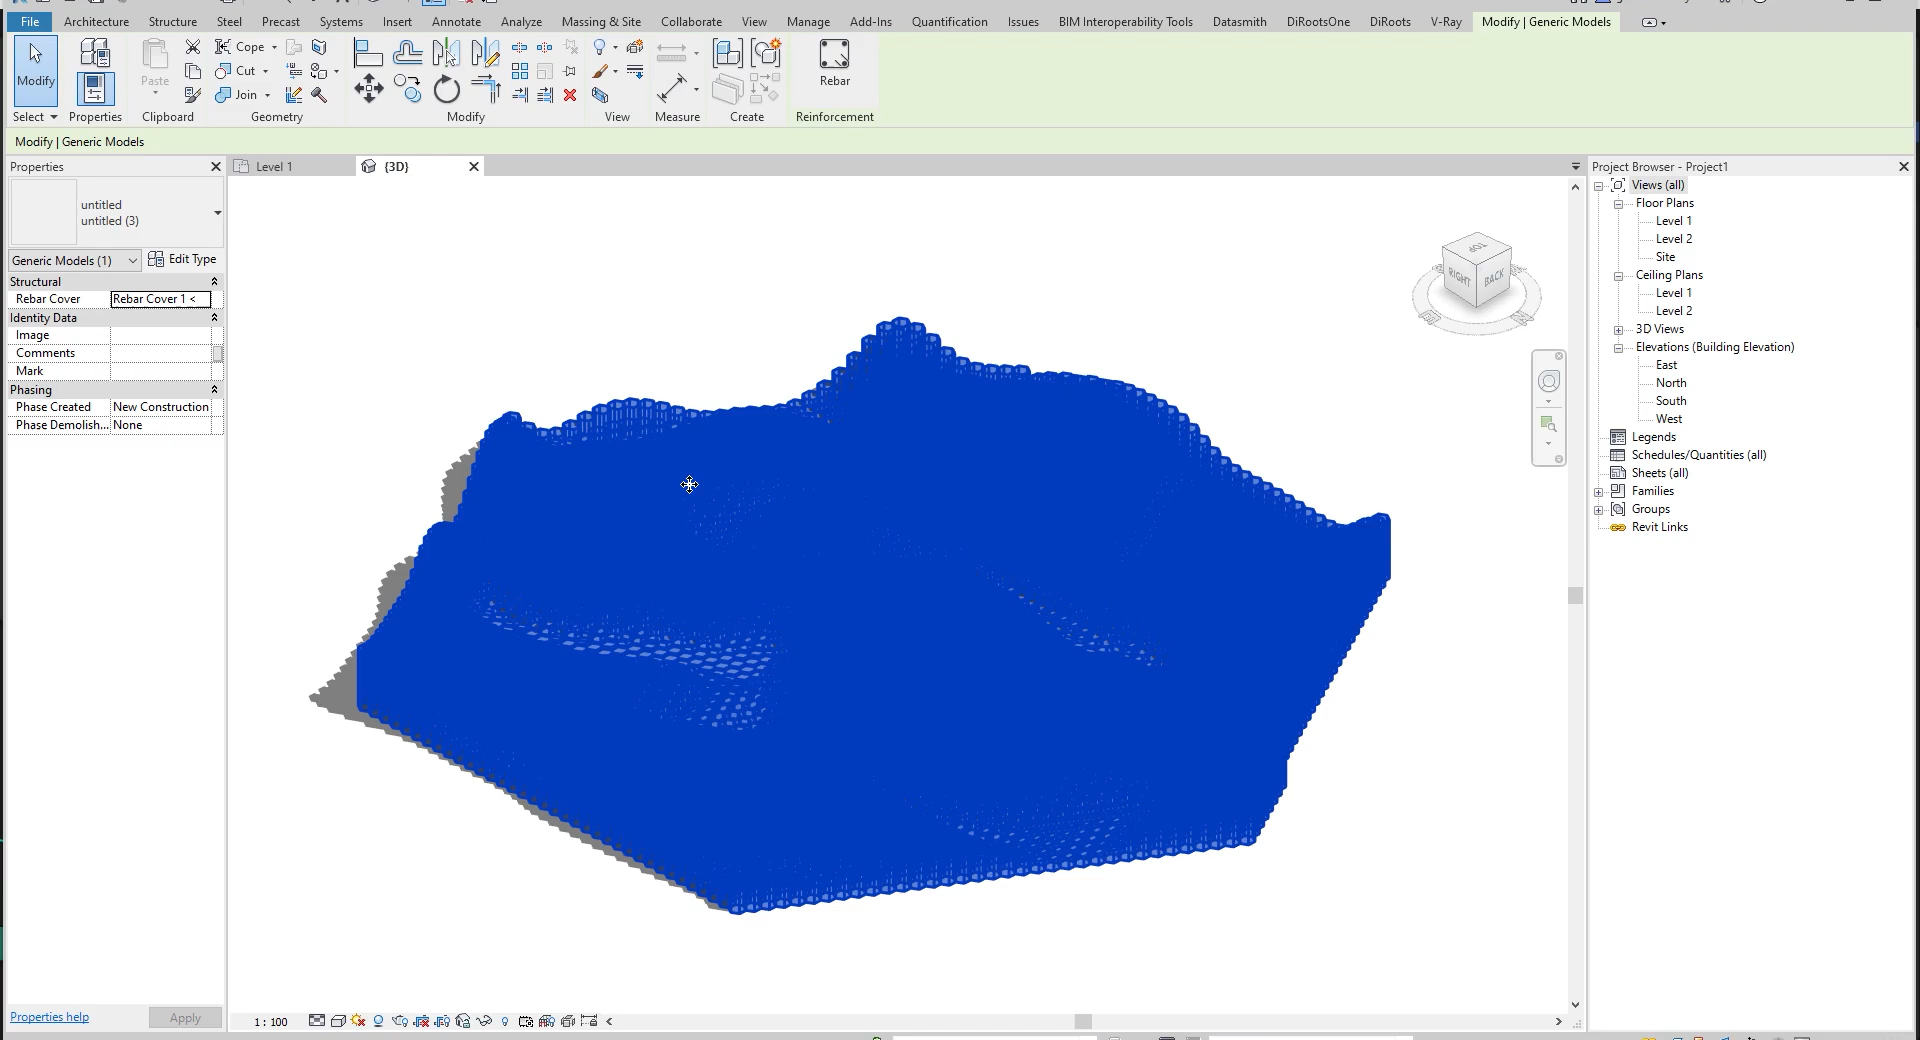 File Architecture Structure Steel Precast Systems Insert Annotate Analyze Massing & Site Collaborate View Manage Add-Ins Quantification Issues BIM Interoperability Tools Datasmith DiRootsOne DiRoots V-Ray Modify | Generic Models
Modify
Paste
Cope
Cut
Join
Rebar
Select Properties Clipboard Geometry Modify View Measure Create Reinforcement
Modify | Generic Models
Properties
untitled
untitled (3)
Generic Models (1) Edit Type
Structural
Rebar Cover Rebar Cover 1 <
Identity Data
Image
Comments
Mark
Phasing
Phase Created New Construction
Phase Demolish... None
Properties help Apply
Level 1 {3D}
TOP
RIGHT BACK
1 : 100
Project Browser - Project1
Views (all)
Floor Plans
Level 1
Level 2
Site
Ceiling Plans
Level 1
Level 2
3D Views
Elevations (Building Elevation)
East
North
South
West
Legends
Schedules/Quantities (all)
Sheets (all)
Families
Groups
Revit Links